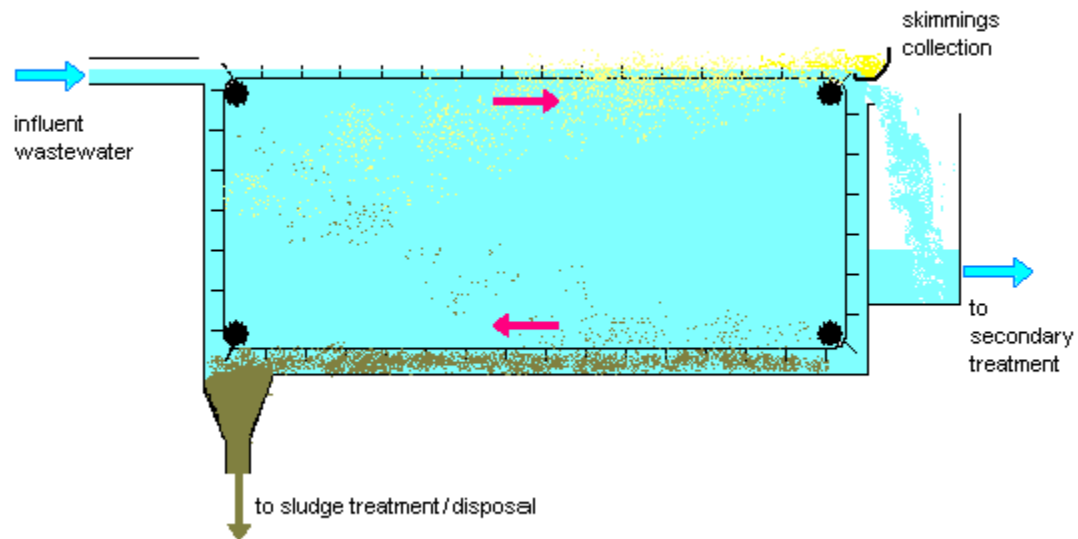 skimmings
collection
influent
wastewater
to
secondary
treatment
to sludge treatment/disposal